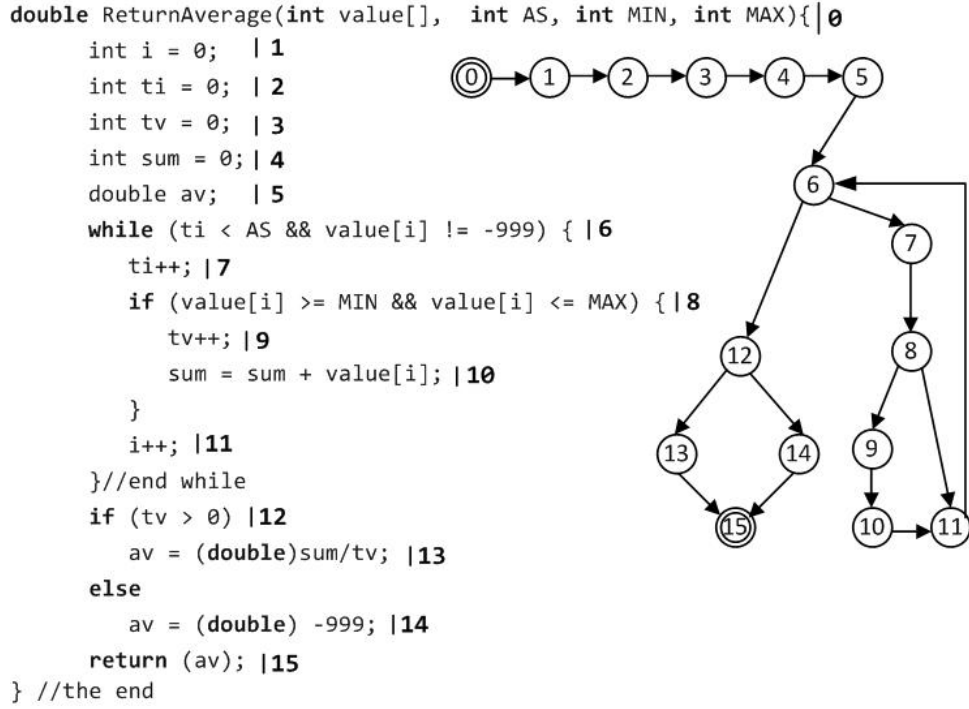 double ReturnAverage(int value[],  int AS, int MIN, int MAX){ |0
int i = 0;   | 1
int ti = 0;  | 2
int tv = 0;  | 3
int sum = 0; | 4
double av;   | 5
while (ti < AS && value[i] != -999) { |6
ti++; |7
if (value[i] >= MIN && value[i] <= MAX) { |8
tv++; |9
sum = sum + value[i]; |10
}
i++; |11
}//end while
if (tv > 0) |12
av = (double)sum/tv; |13
else
av = (double) -999; |14
return (av); |15
} //the end
0 1 2 3 4 5
6
7
12 8
13 14 9
15 10 11